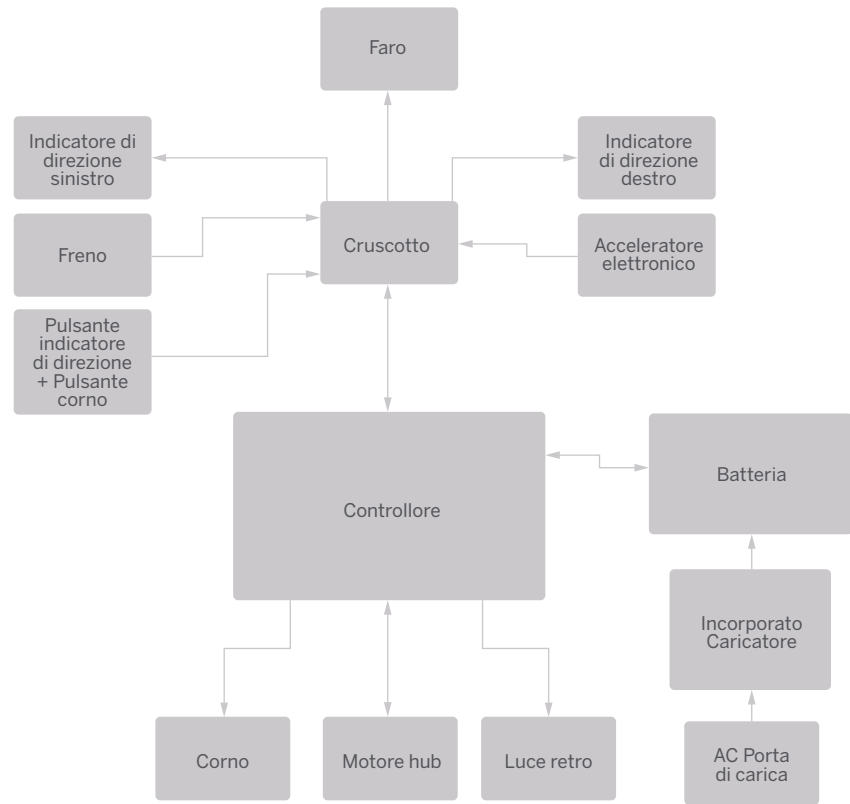 Faro
Indicatore di
direzione
sinistro
Indicatore
di direzione
destro
Freno
Cruscotto
Acceleratore
elettronico
Pulsante
indicatore
di direzione
+ Pulsante
corno
Controllore
Batteria
Incorporato
Caricatore
Corno
Motore hub
Luce retro
AC Porta
di carica